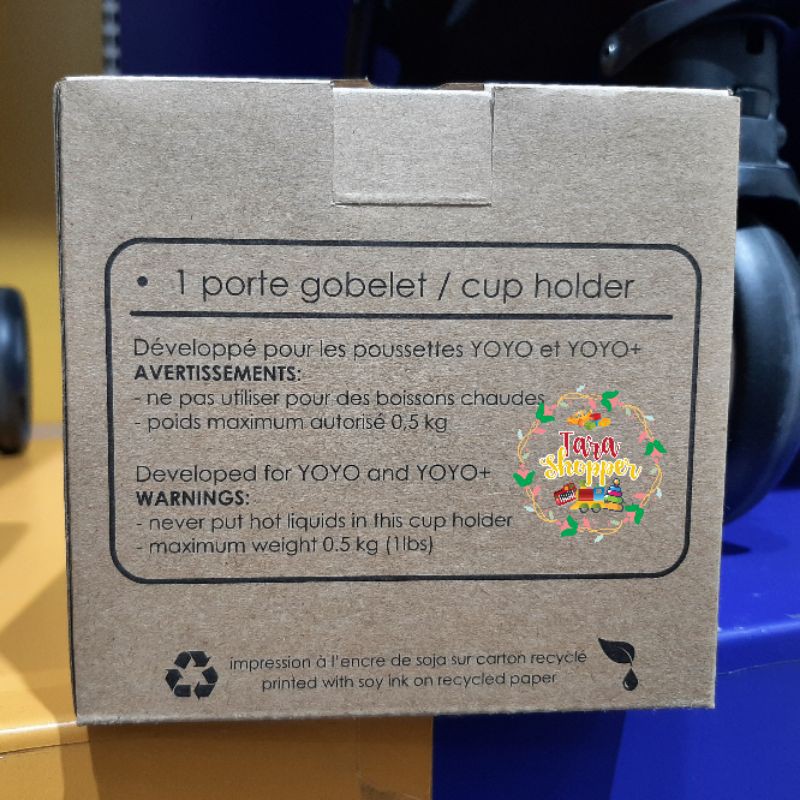 • 1 porte gobelet / cup holder
Développé pour les poussettes YOYO et YOYO+
AVERTISSEMENTS:
- ne pas utiliser pour des boissons chaudes
- poids maximum autorisé 0,5 kg
Tara
Shopper
Developed for YOYO and YOYO+
WARNINGS:
- never put hot liquids in this cup holder
- maximum weight 0.5 kg (1lbs)
impression à l'encre de soja sur carton recyclé
printed with soy ink on recycled paper